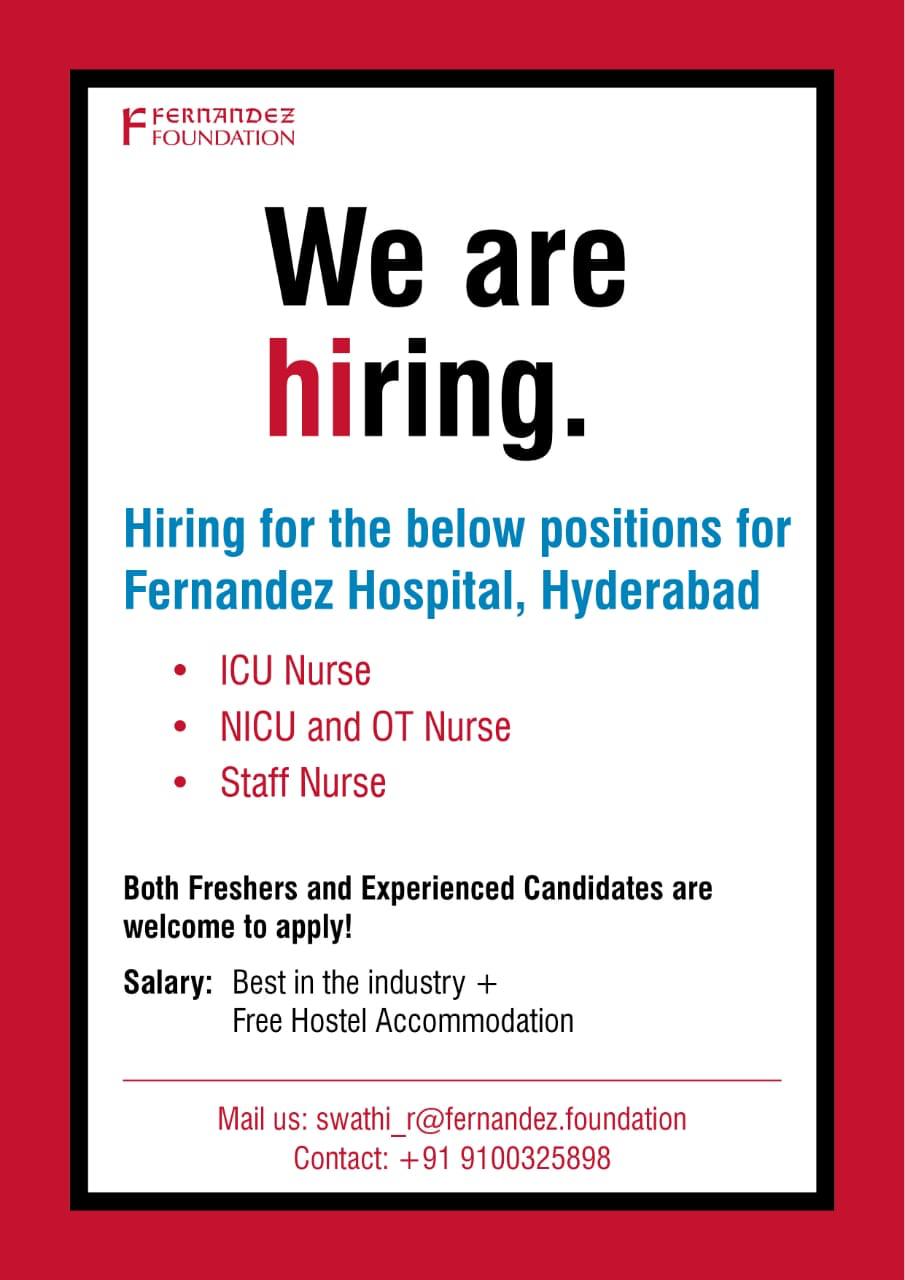 FERNANDEZ
FOUNDATION
We are
hiring.
Hiring for the below positions for
Fernandez Hospital, Hyderabad
• ICU Nurse
• NICU and OT Nurse
• Staff Nurse
Both Freshers and Experienced Candidates are
welcome to apply!
Salary: Best in the industry +
Free Hostel Accommodation
Mail us: swathi_r@fernandez.foundation
Contact: +91 9100325898